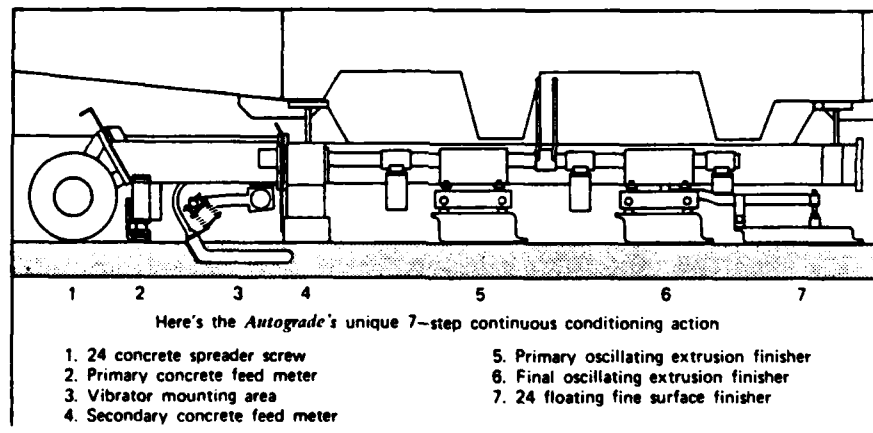 1 2 3 4 5 6 7
Here's the Autograde's unique 7-step continuous conditioning action
1. 24 concrete spreader screw
2. Primary concrete feed meter
3. Vibrator mounting area
4. Secondary concrete feed meter
5. Primary oscillating extrusion finisher
6. Final oscillating extrusion finisher
7. 24 floating fine surface finisher